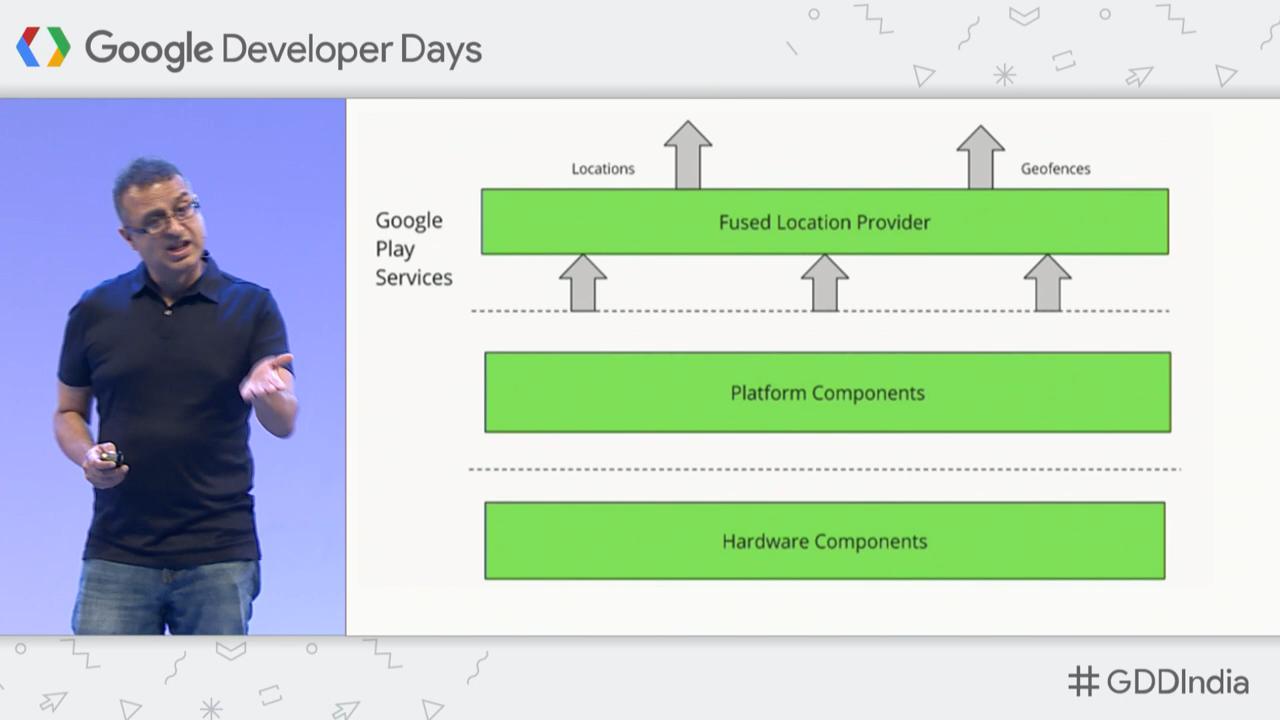 Google Developer Days
Locations
Geofences
Google
Play
Services
Fused Location Provider
Platform Components
Hardware Components
#GDDIndia